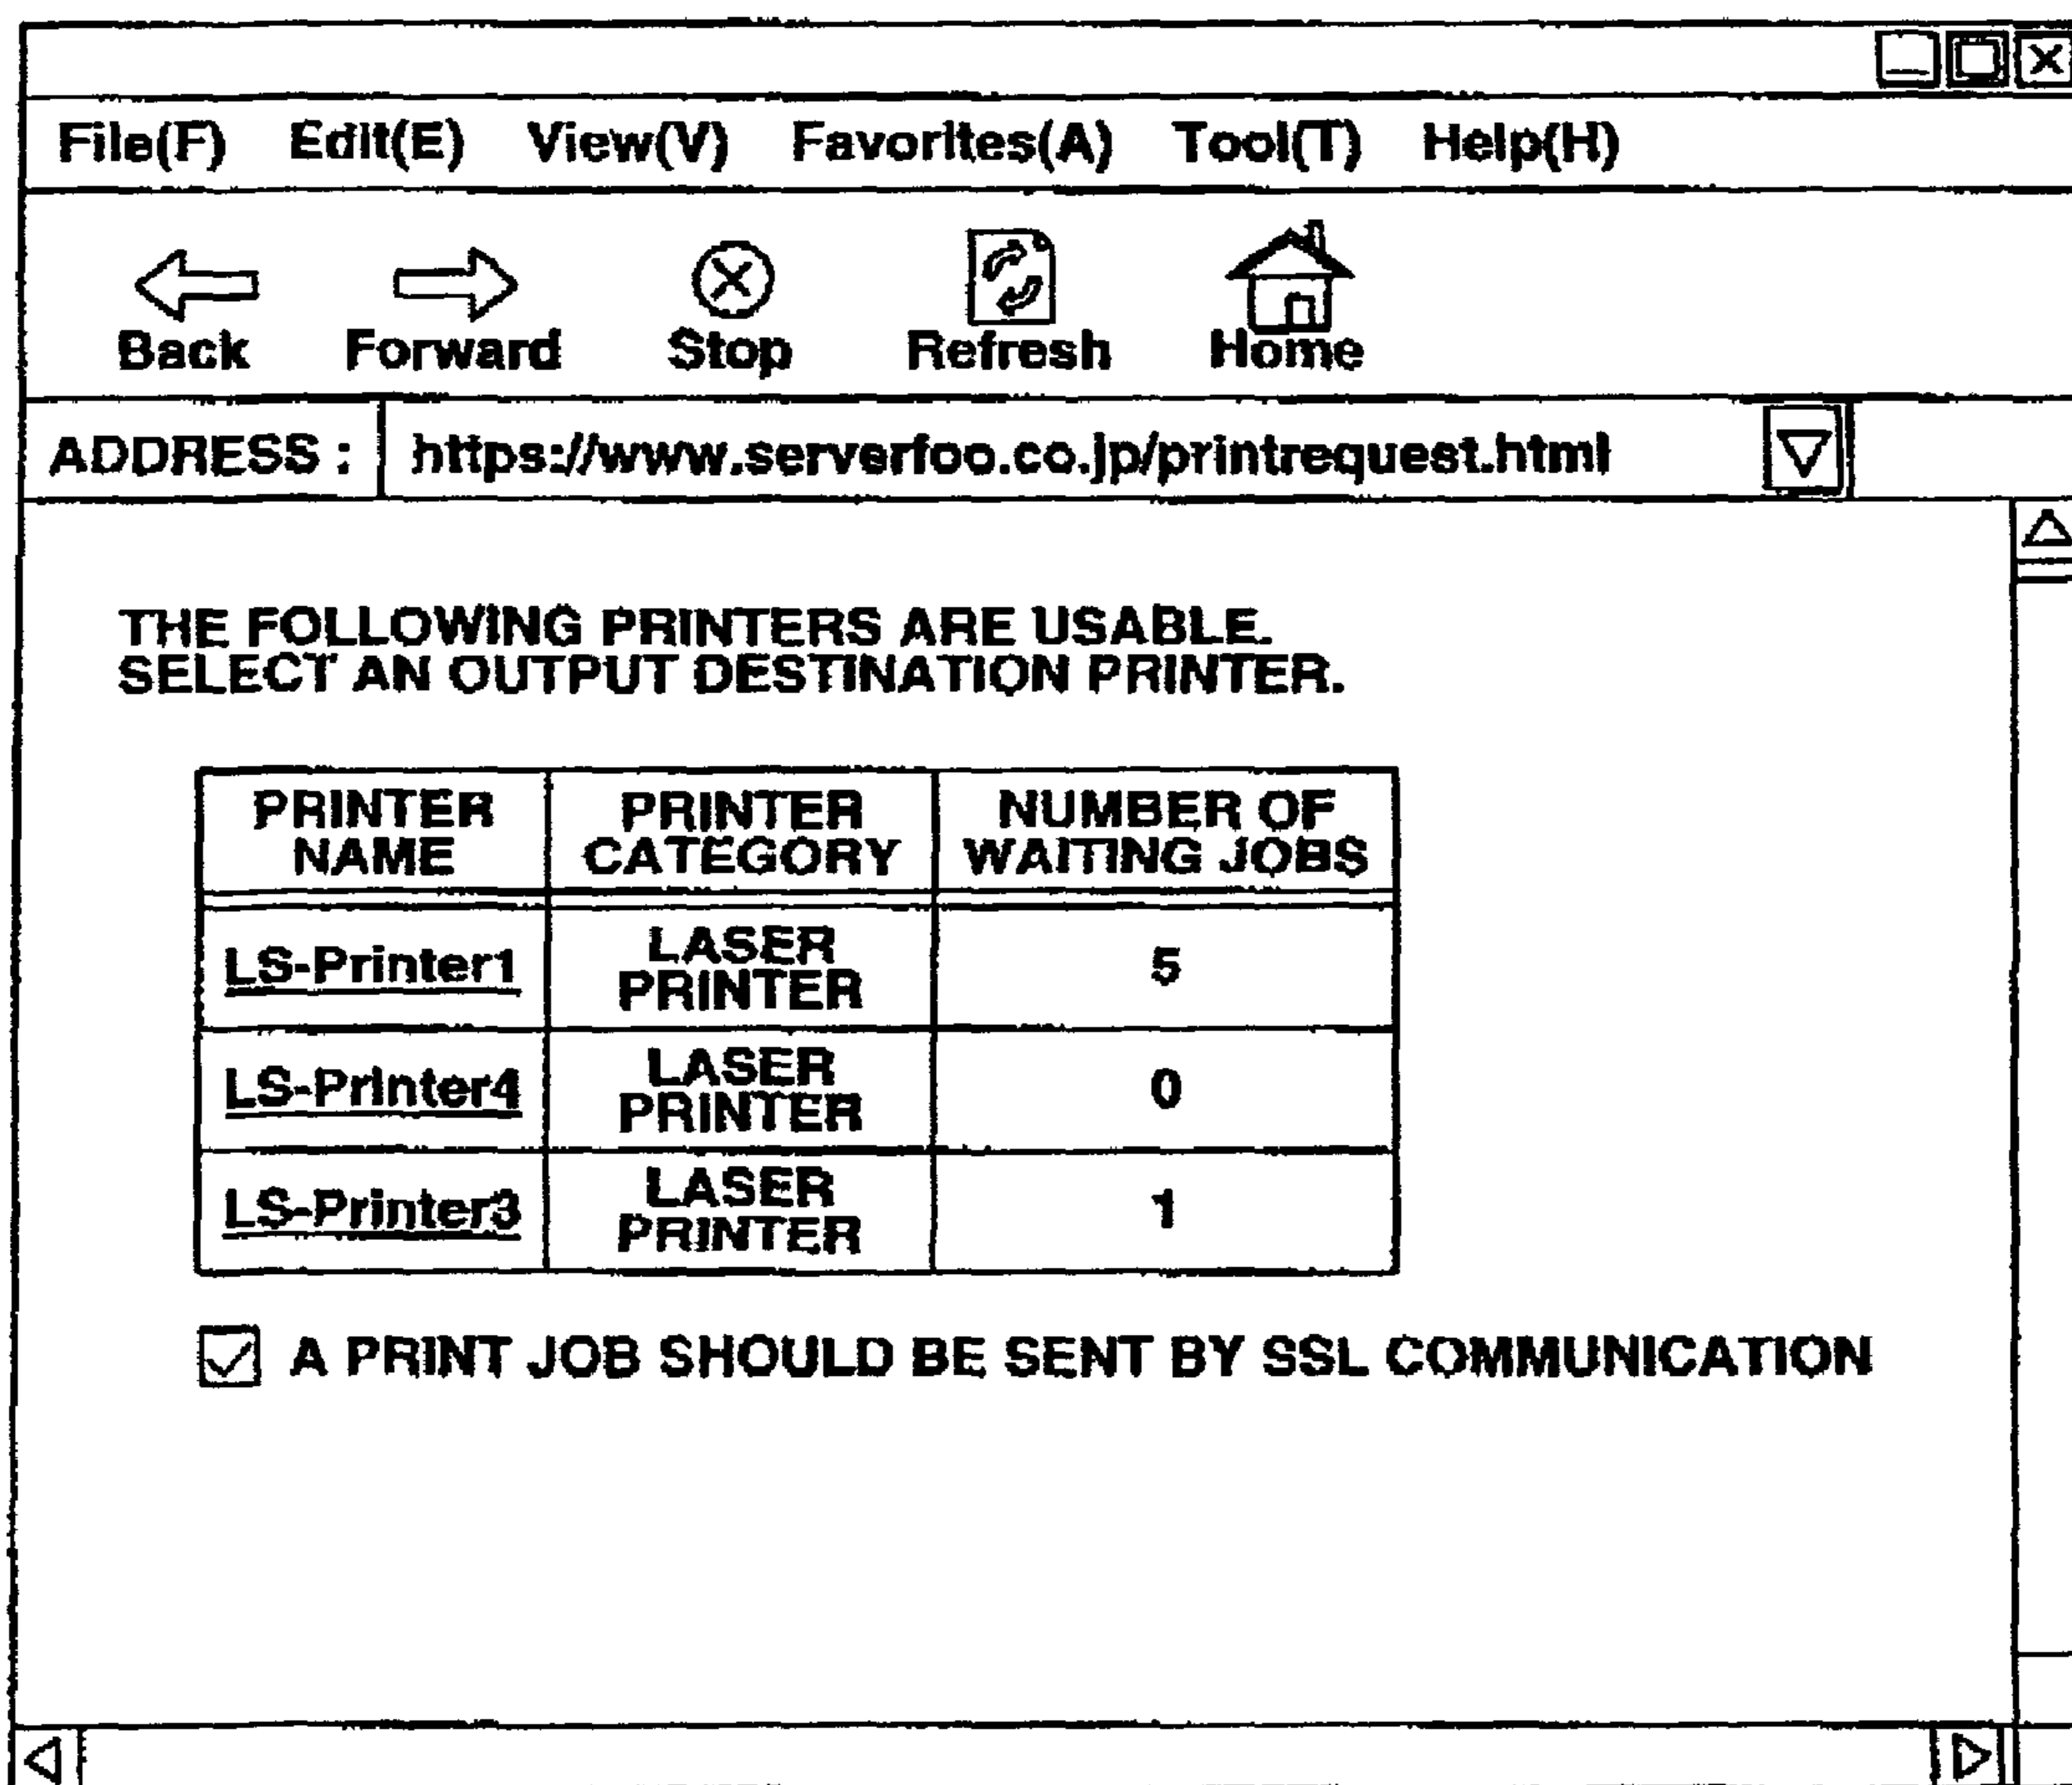 File(F) Edit(E) View(V) Favorites(A) Tool(T) Help(H)
Back Forward Stop Refresh Home
ADDRESS : https://www.serverfoo.co.jp/printrequest.html
THE FOLLOWING PRINTERS ARE USABLE.
SELECT AN OUTPUT DESTINATION PRINTER.
PRINTER NAME PRINTER CATEGORY NUMBER OF WAITING JOBS
LS-Printer1 LASER PRINTER 5
LS-Printer4 LASER PRINTER 0
LS-Printer3 LASER PRINTER 1
A PRINT JOB SHOULD BE SENT BY SSL COMMUNICATION